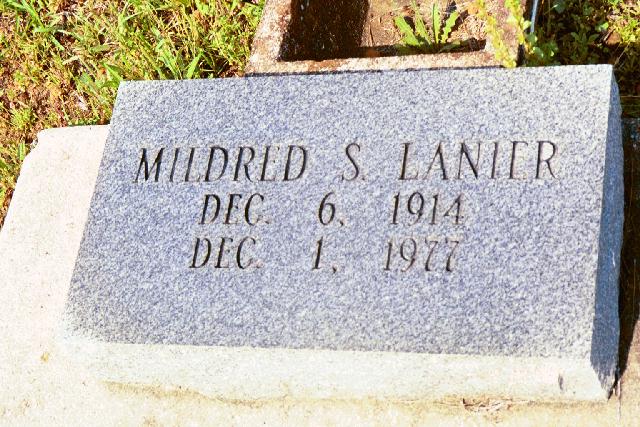 MILDRED S. LANIER
DEC. 6, 1914
DEC. 1, 1977